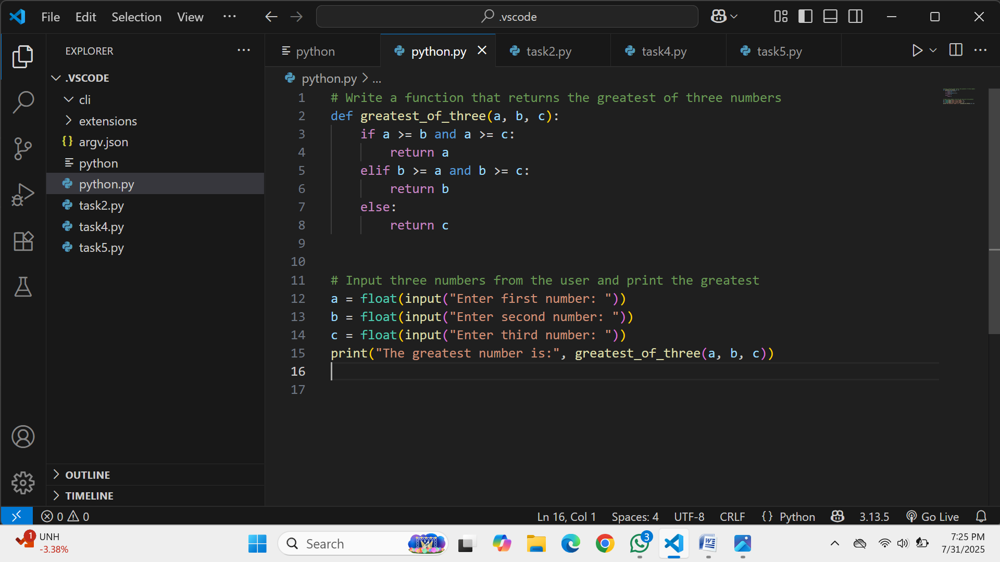 File Edit Selection View ...
.vscode
EXPLORER ...
.VSCODE
cli
extensions
{} argv.json
python
python.py
task2.py
task4.py
task5.py
OUTLINE
TIMELINE
python python.py task2.py task4.py task5.py
python.py > ...
1 # Write a function that returns the greatest of three numbers
2 def greatest_of_three(a, b, c):
3 if a >= b and a >= c:
4 return a
5 elif b >= a and b >= c:
6 return b
7 else:
8 return c
9
10
11 # Input three numbers from the user and print the greatest
12 a = float(input("Enter first number: "))
13 b = float(input("Enter second number: "))
14 c = float(input("Enter third number: "))
15 print("The greatest number is:", greatest_of_three(a, b, c))
16
17
0 0 Ln 16, Col 1 Spaces: 4 UTF-8 CRLF {} Python 3.13.5 Go Live
1 UNH
-3.38%
Search
3
W
7:25 PM
7/31/2025